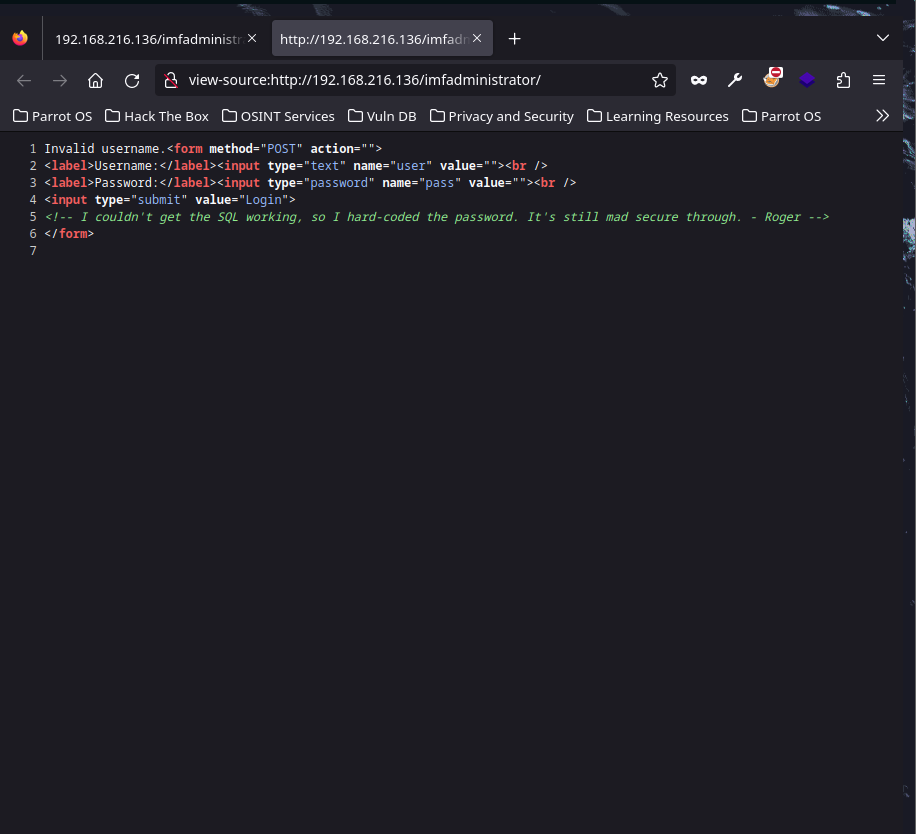 192.168.216.136/imfadministr
http://192.168.216.136/imfadn
view-source:http://192.168.216.136/imfadministrator/
Parrot OS Hack The Box OSINT Services Vuln DB Privacy and Security Learning Resources Parrot OS
1 Invalid username.<form method="POST" action="">
2 <label>Username:</label><input type="text" name="user" value=""><br />
3 <label>Password:</label><input type="password" name="pass" value=""><br />
4 <input type="submit" value="Login">
5 <!-- I couldn't get the SQL working, so I hard-coded the password. It's still mad secure through. - Roger -->
6 </form>
7